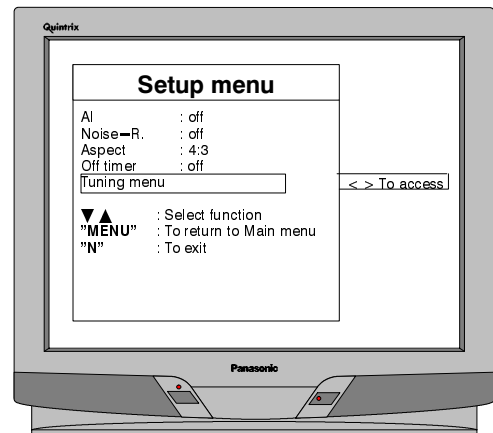 Quintrix
Setup menu
AI : off
Noise–R. : off
Aspect : 4:3
Off timer : off
Tuning menu
< > To access
▼▲ : Select function
”MENU” : To return to Main menu
”N” : To exit
Panasonic